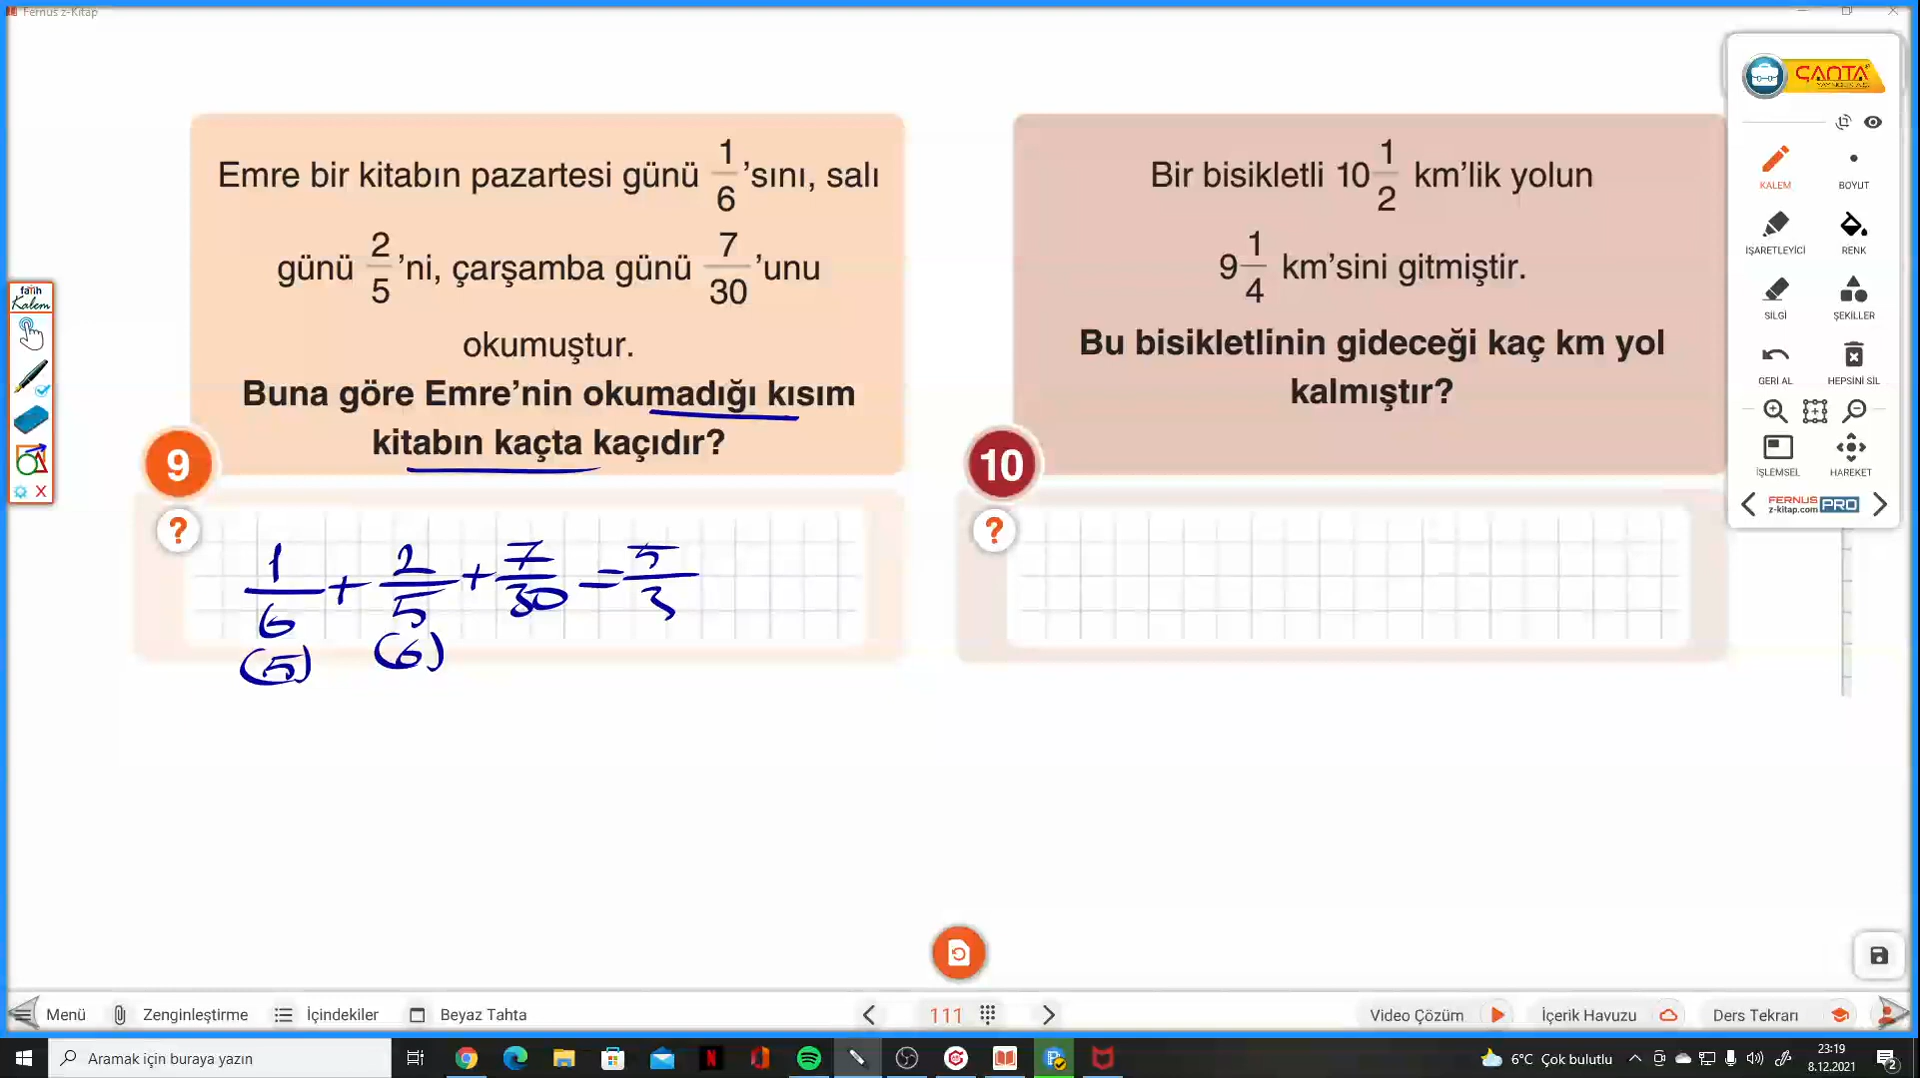 Fernus z-Kitap
Emre bir kitabın pazartesi günü 1/6'sını, salı
günü 2/5'ni, çarşamba günü 7/30'unu
okumuştur.
Buna göre Emre'nin okumadığı kısım
kitabın kaçta kaçıdır?
9
?
1/6 + 2/5 + 7/30 = 5/3
(5) (6)
Bir bisikletli 10 1/2 km'lik yolun
9 1/4 km'sini gitmiştir.
Bu bisikletlinin gideceği kaç km yol
kalmıştır?
10
?
fatih
Kalem
ÇANTA
KALEM
BOYUT
İŞARETLEYİCİ
RENK
SİLGİ
ŞEKİLLER
GERİ AL
HEPSİNİ SİL
İŞLEMSEL
HAREKET
FERNUS
z-kitap.com PRO
Menü
Zenginleştirme
İçindekiler
Beyaz Tahta
111
Video Çözüm
İçerik Havuzu
Ders Tekrarı
Aramak için buraya yazın
6°C Çok bulutlu
23:19
8.12.2021
2